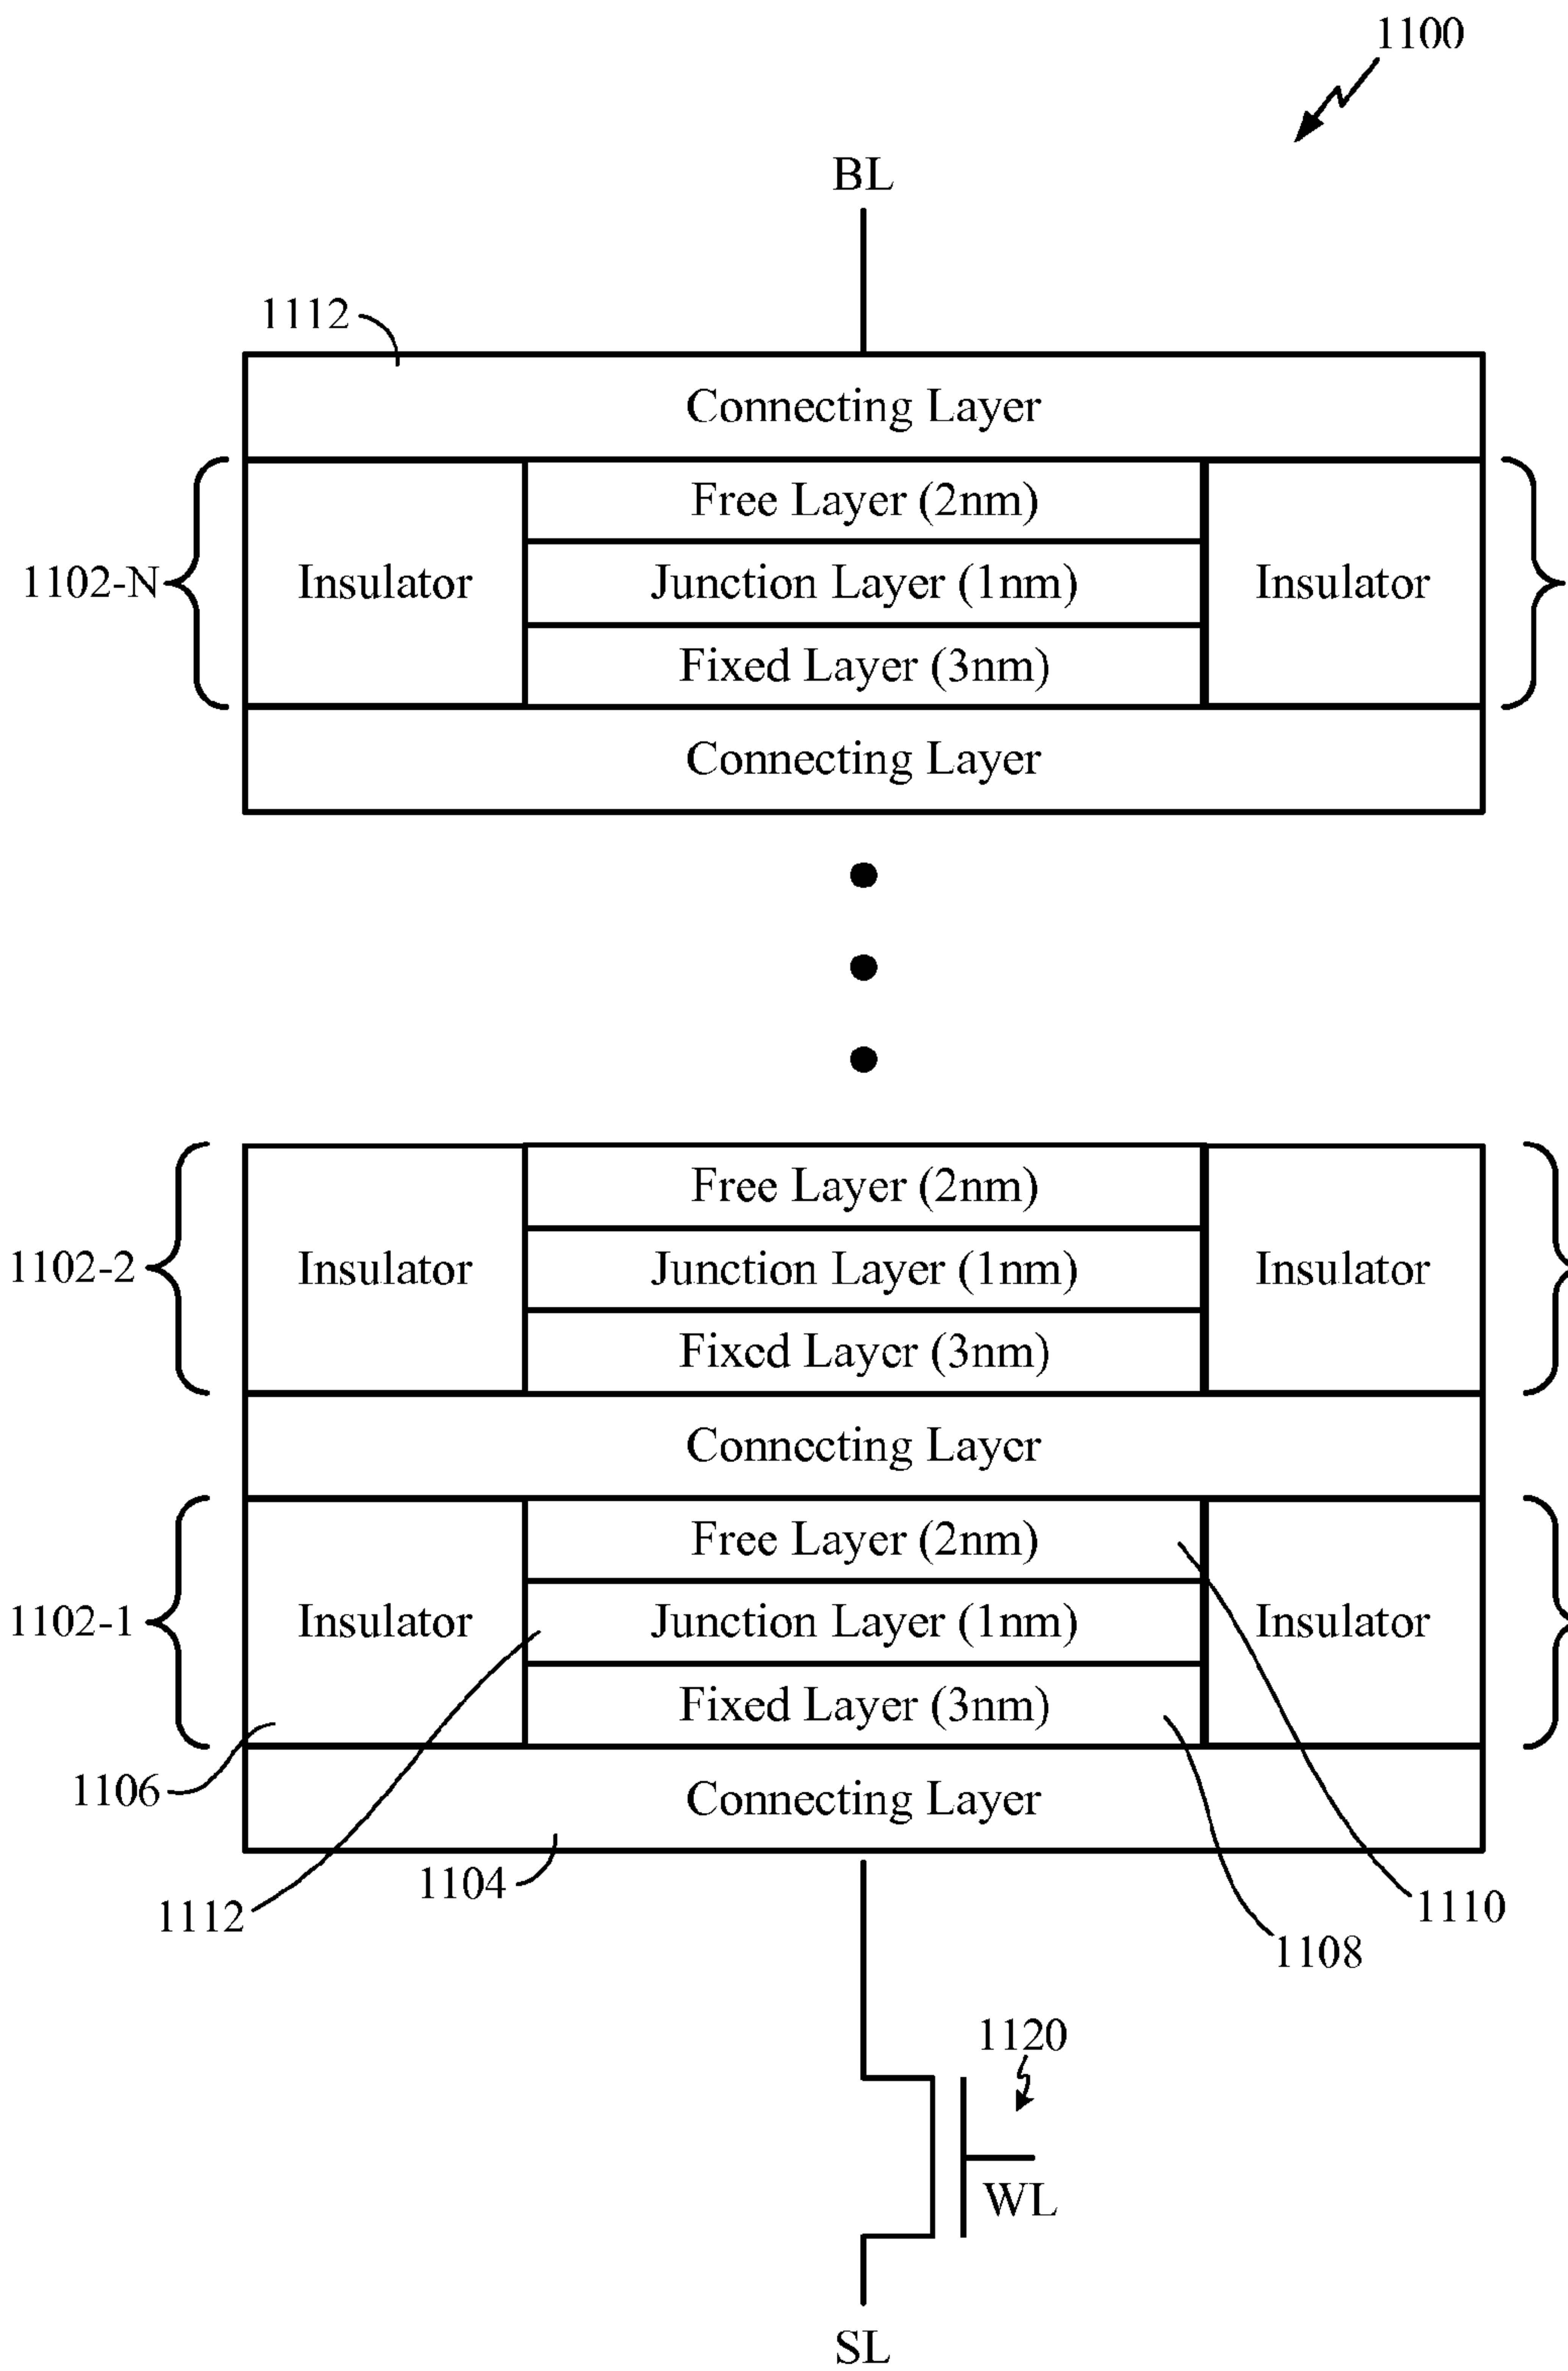 1100
BL
1112
Connecting Layer
Free Layer (2nm)
1102-N
Insulator
Junction Layer (1nm)
Insulator
Fixed Layer (3nm)
Connecting Layer
Free Layer (2nm)
1102-2
Insulator
Junction Layer (1nm)
Insulator
Fixed Layer (3nm)
Connecting Layer
Free Layer (2nm)
1102-1
Insulator
Junction Layer (1nm)
Insulator
Fixed Layer (3nm)
1106
Connecting Layer
1104
1112
1110
1108
1120
WL
SL